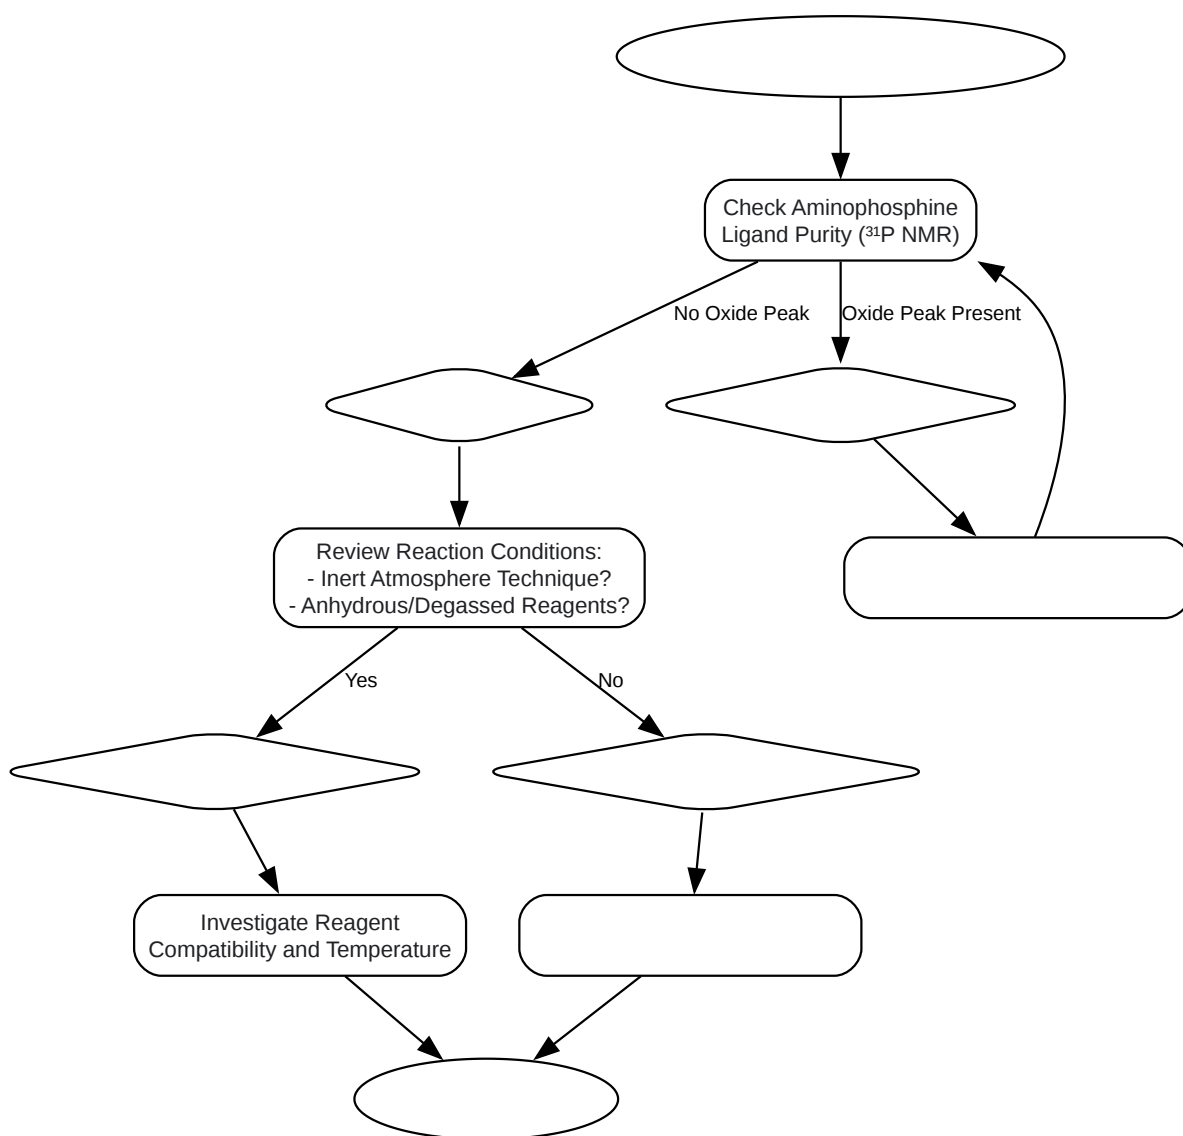 Check Aminophosphine
Ligand Purity (³¹P NMR)
No Oxide Peak
Oxide Peak Present
Review Reaction Conditions:
- Inert Atmosphere Technique?
- Anhydrous/Degassed Reagents?
Yes
No
Investigate Reagent
Compatibility and Temperature